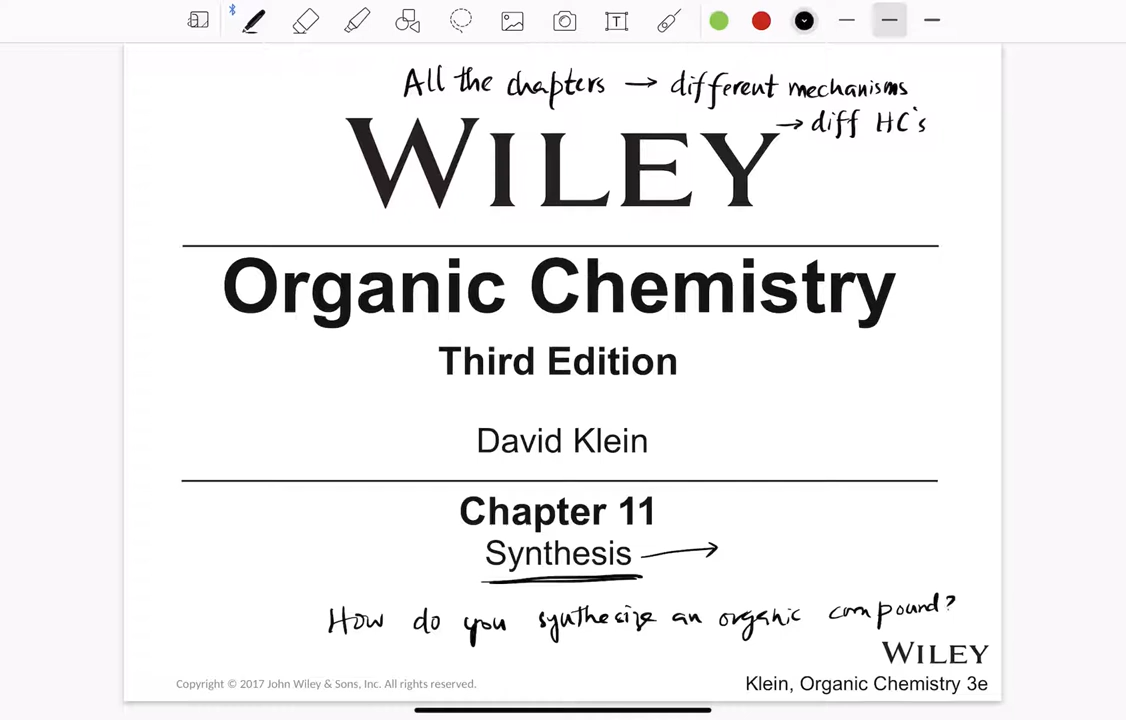 All the chapters → different mechanisms
→ diff HC's
WILEY
Organic Chemistry
Third Edition
David Klein
Chapter 11
Synthesis →
How do you synthesize an organic compound?
WILEY
Copyright © 2017 John Wiley & Sons, Inc. All rights reserved.
Klein, Organic Chemistry 3e